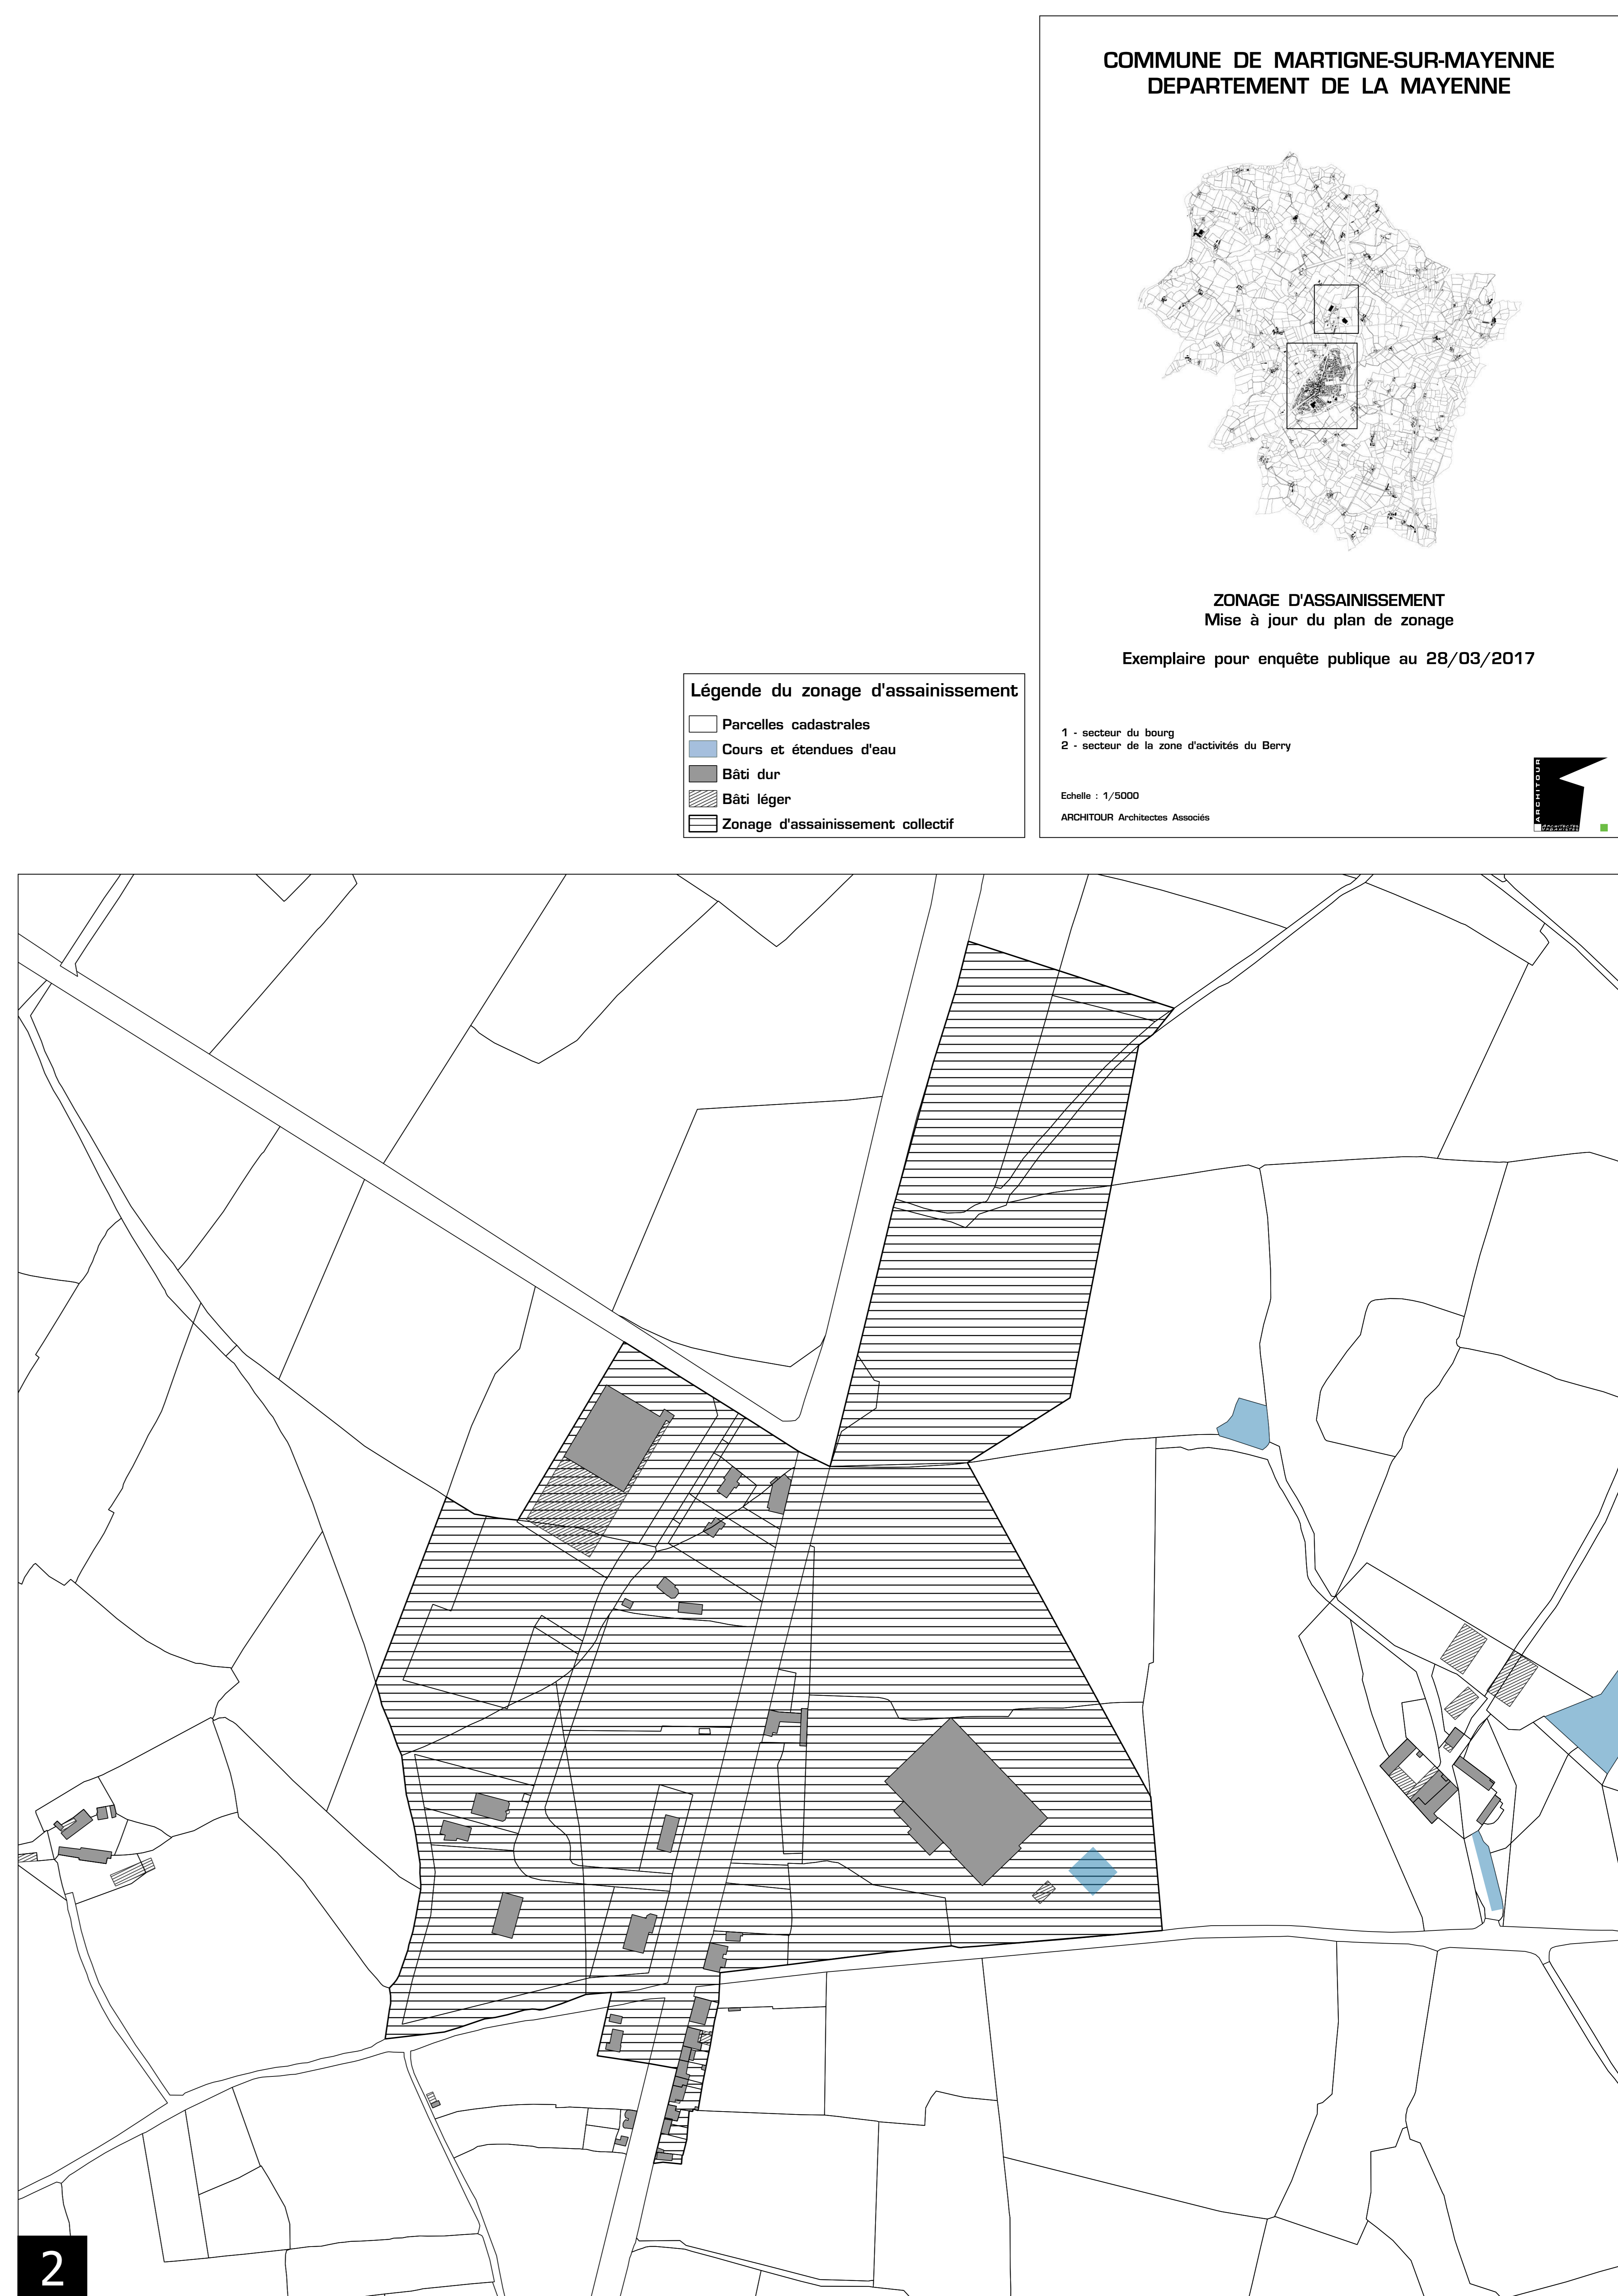 COMMUNE DE MARTIGNE-SUR-MAYENNE
DEPARTEMENT DE LA MAYENNE
ZONAGE D'ASSAINISSEMENT
Mise à jour du plan de zonage
Exemplaire pour enquête publique au 28/03/2017
Légende du zonage d'assainissement
Parcelles cadastrales
Cours et étendues d'eau
Bâti dur
Bâti léger
Zonage d'assainissement collectif
1 - secteur du bourg
2 - secteur de la zone d'activités du Berry
Echelle : 1/5000
ARCHITOUR Architectes Associés
ARCHITOUR
2